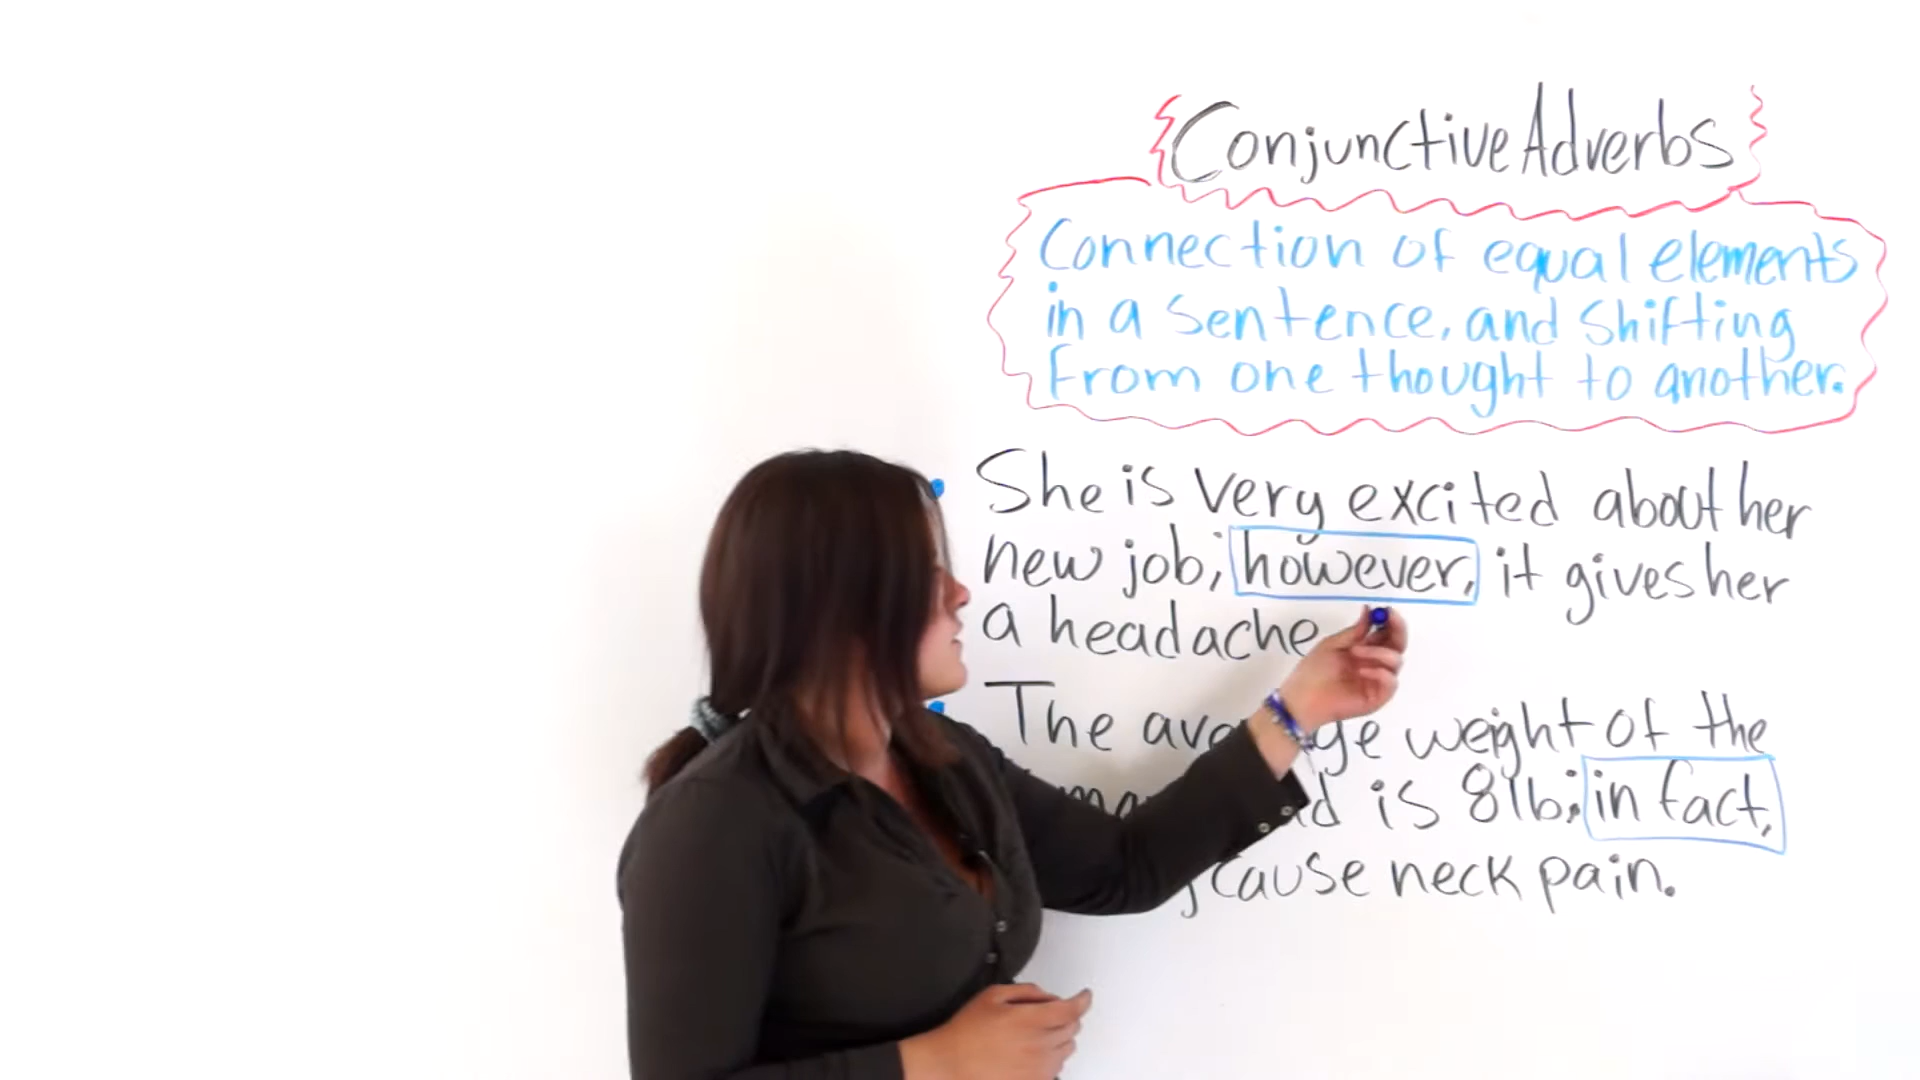 Conjunctive Adverbs
Connection of equal elements
in a sentence, and shifting
from one thought to another.
She is very excited about her
new job; however, it gives her
a headache
The weight of the
is 8lb; in fact,
cause neck pain.